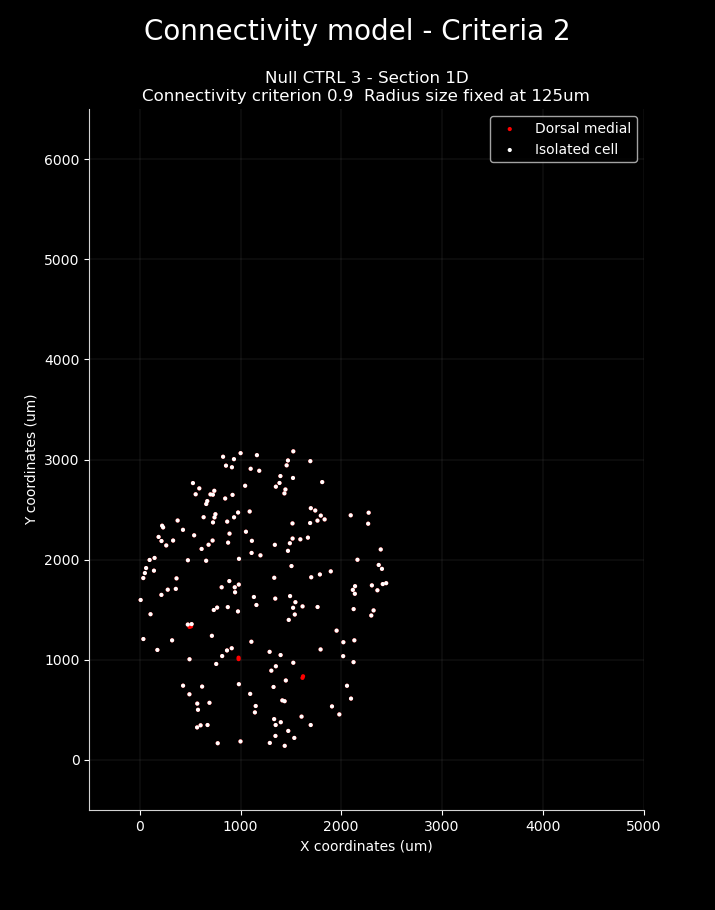 Connectivity model - Criteria 2
Null CTRL 3 - Section 1D
Connectivity criterion 0.9  Radius size fixed at 125um
Dorsal medial
Isolated cell
6000
5000
4000
3000
2000
1000
0
Y coordinates (um)
0 1000 2000 3000 4000 5000
X coordinates (um)